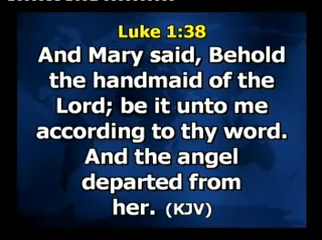 Luke 1:38
And Mary said, Behold
the handmaid of the
Lord; be it unto me
according to thy word.
And the angel
departed from
her. (KJV)